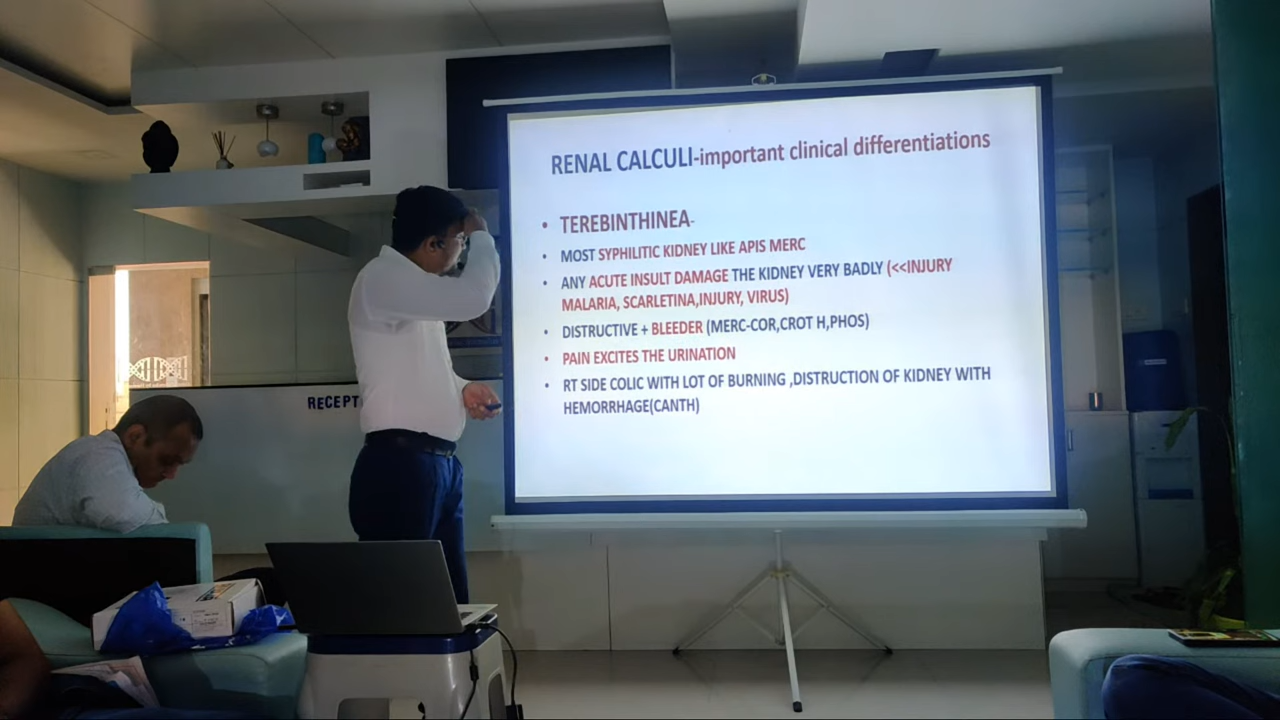 RENAL CALCULI-important clinical differentiations
• TEREBINTHINEA-
• MOST SYPHILITIC KIDNEY LIKE APIS MERC
• ANY ACUTE INSULT DAMAGE THE KIDNEY VERY BADLY (<<INJURY
MALARIA, SCARLETINA,INJURY, VIRUS)
• DISTRUCTIVE + BLEEDER (MERC-COR,CROT H,PHOS)
• PAIN EXCITES THE URINATION
• RT SIDE COLIC WITH LOT OF BURNING ,DISTRUCTION OF KIDNEY WITH
HEMORRHAGE(CANTH)
RECEPT